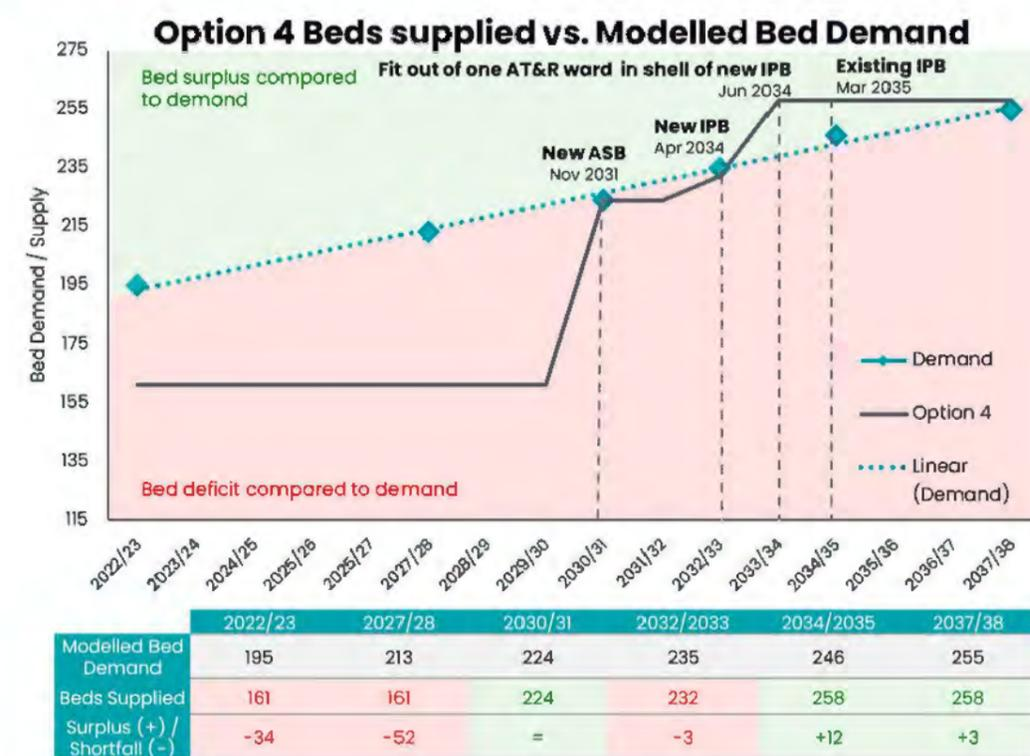 Option 4 Beds supplied vs. Modelled Bed Demand
275
Bed surplus compared
to demand
Fit out of one AT&R ward in shell of new IPB
Jun 2034
Existing IPB
Mar 2035
255
New IPB
Apr 2034
New ASB
Nov 2031
235
215
195
175
155
135
115
Bed Demand / Supply
Demand
Option 4
Linear
(Demand)
Bed deficit compared to demand
2022/23
2023/24
2024/25
2025/26
2025/27
2027/28
2028/29
2029/30
2030/31
2031/32
2032/33
2033/34
2034/35
2035/36
2036/37
2037/38
2022/23 2027/28 2030/31 2032/2033 2034/2035 2037/38
Modelled Bed
Demand
195 213 224 235 246 255
Beds Supplied 161 161 224 232 258 258
Surplus (+) /
Shortfall (-)
-34 -52 = -3 +12 +3